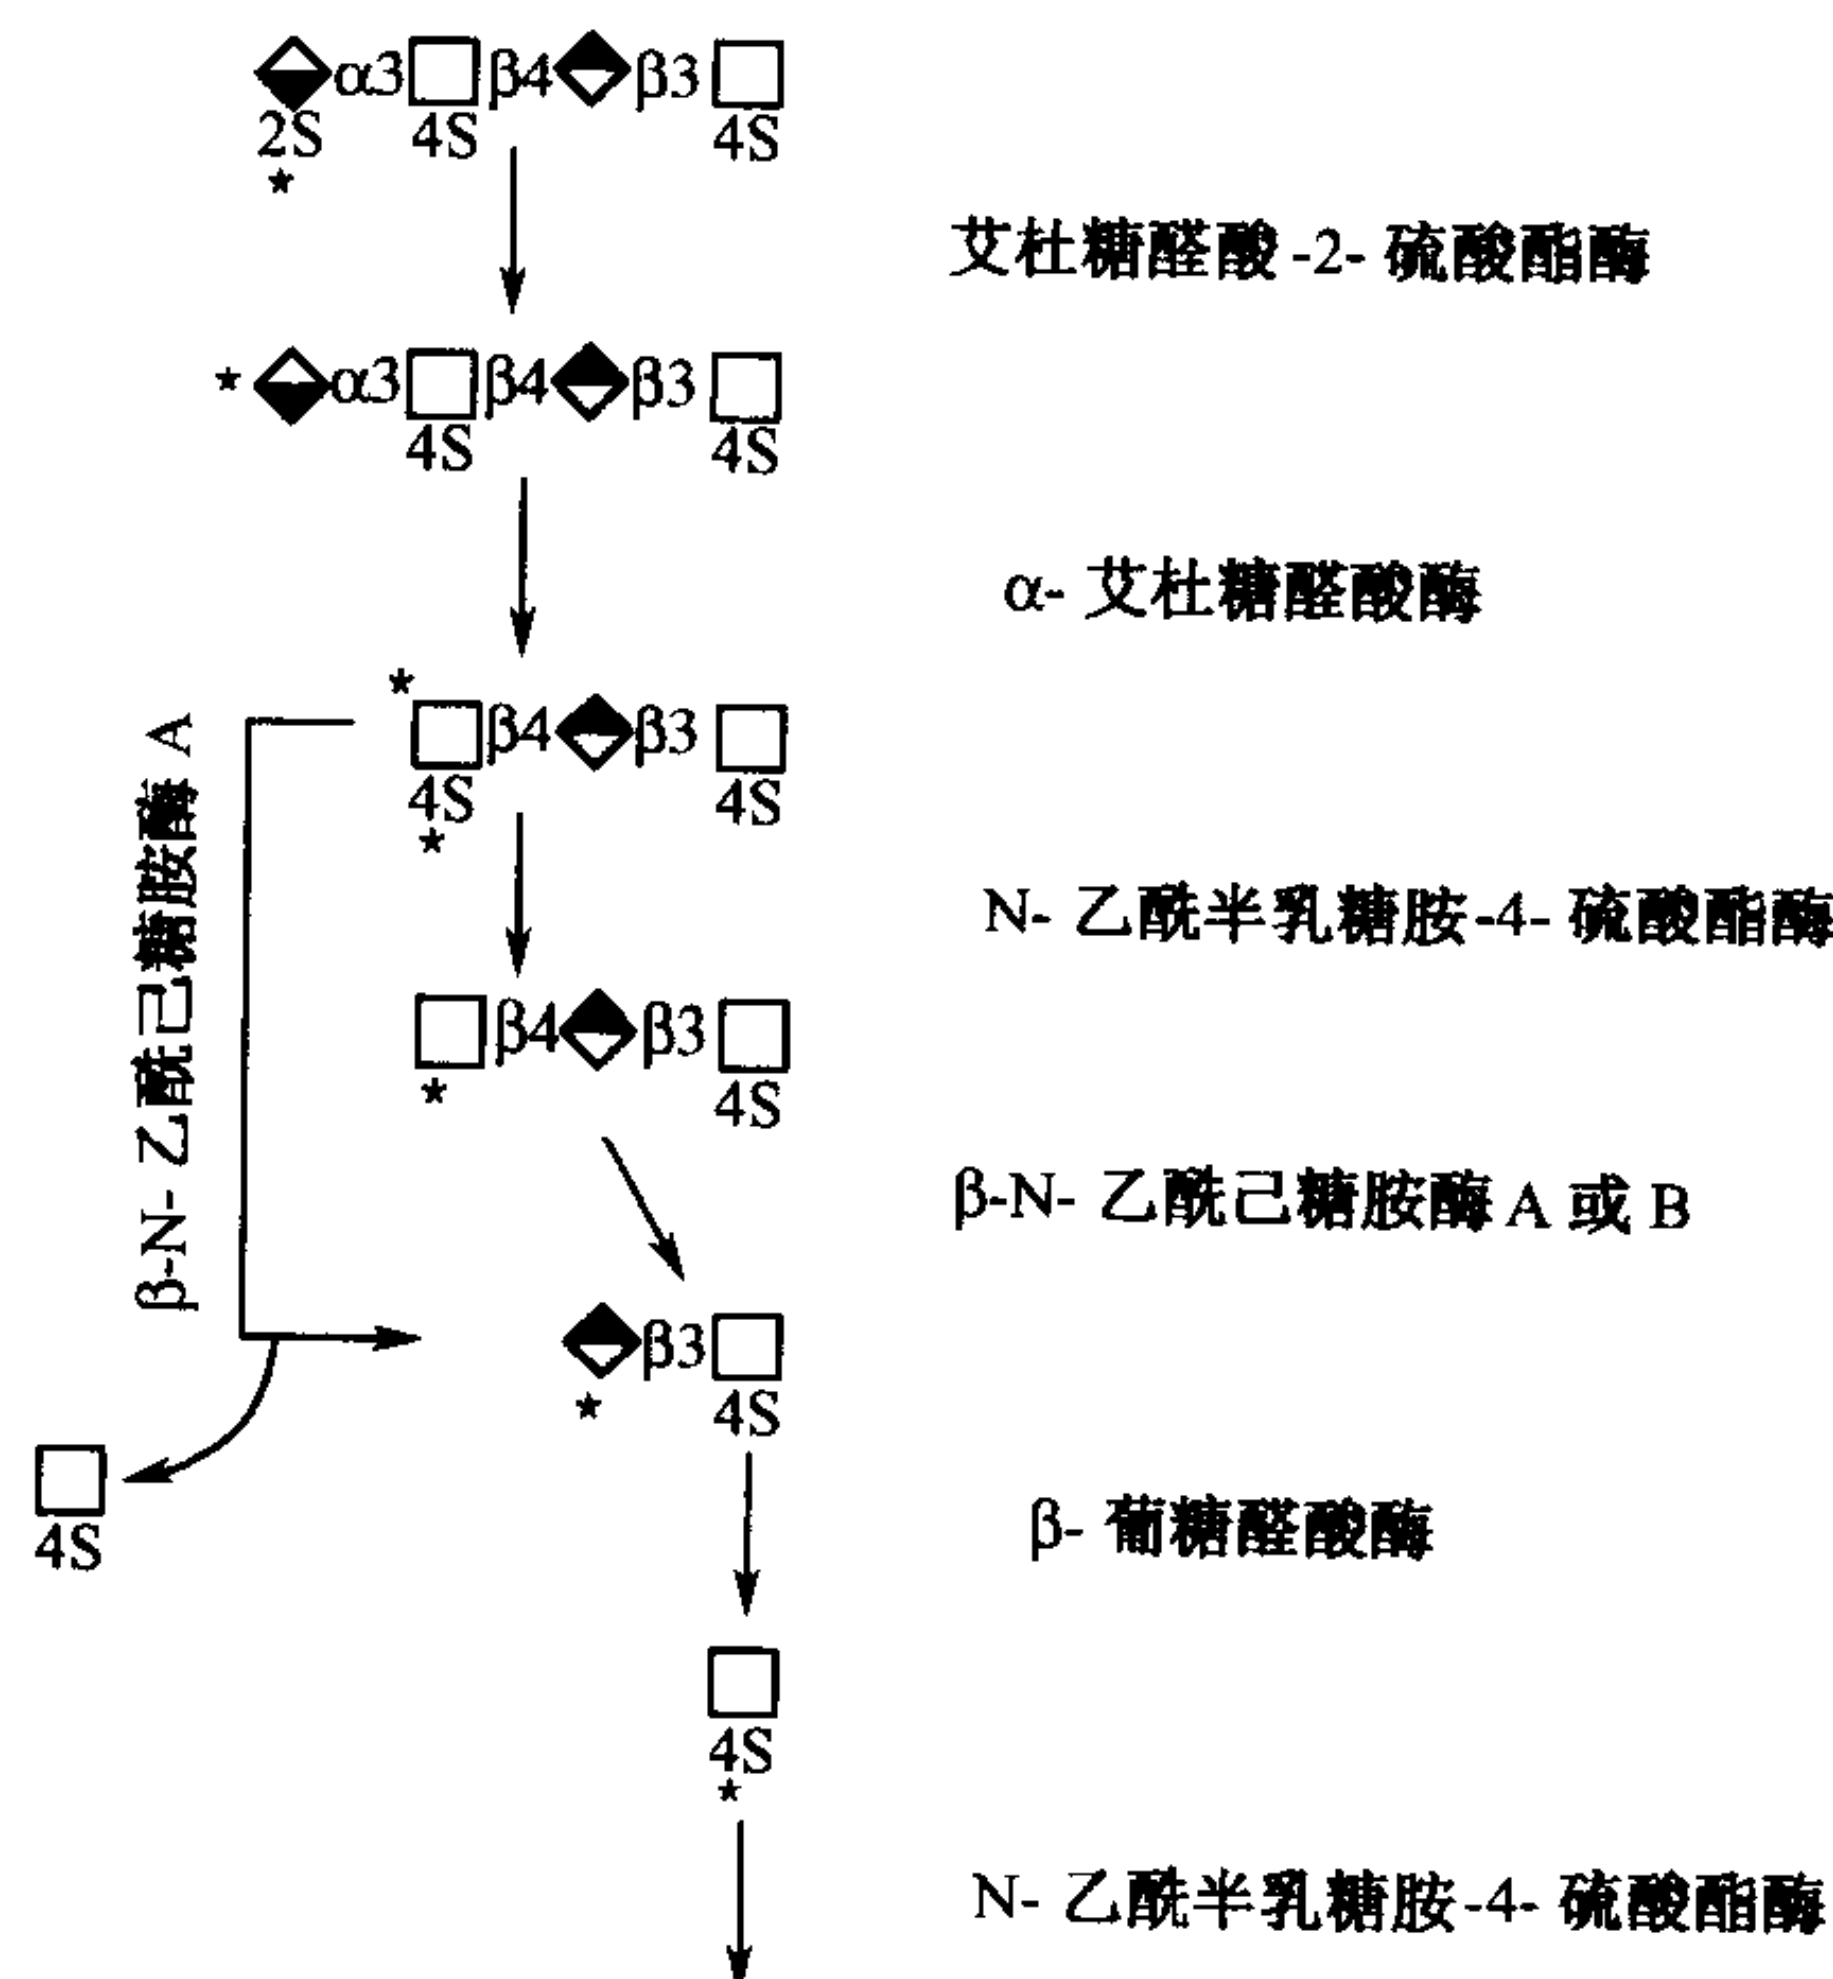 α3 β4 β3
2S 4S 4S
*
艾杜糖醛酸-2-硫酸酯酶
* α3 β4 β3
4S 4S
α-艾杜糖醛酸酶
*
β4 β3
4S 4S
*
N-乙酰半乳糖胺-4-硫酸酯酶
β-N-乙酰己糖胺酶 A
β4 β3
* 4S
β-N-乙酰己糖胺酶 A 或 B
β3
* 4S
4S
β-葡糖醛酸酶
4S
*
N-乙酰半乳糖胺-4-硫酸酯酶